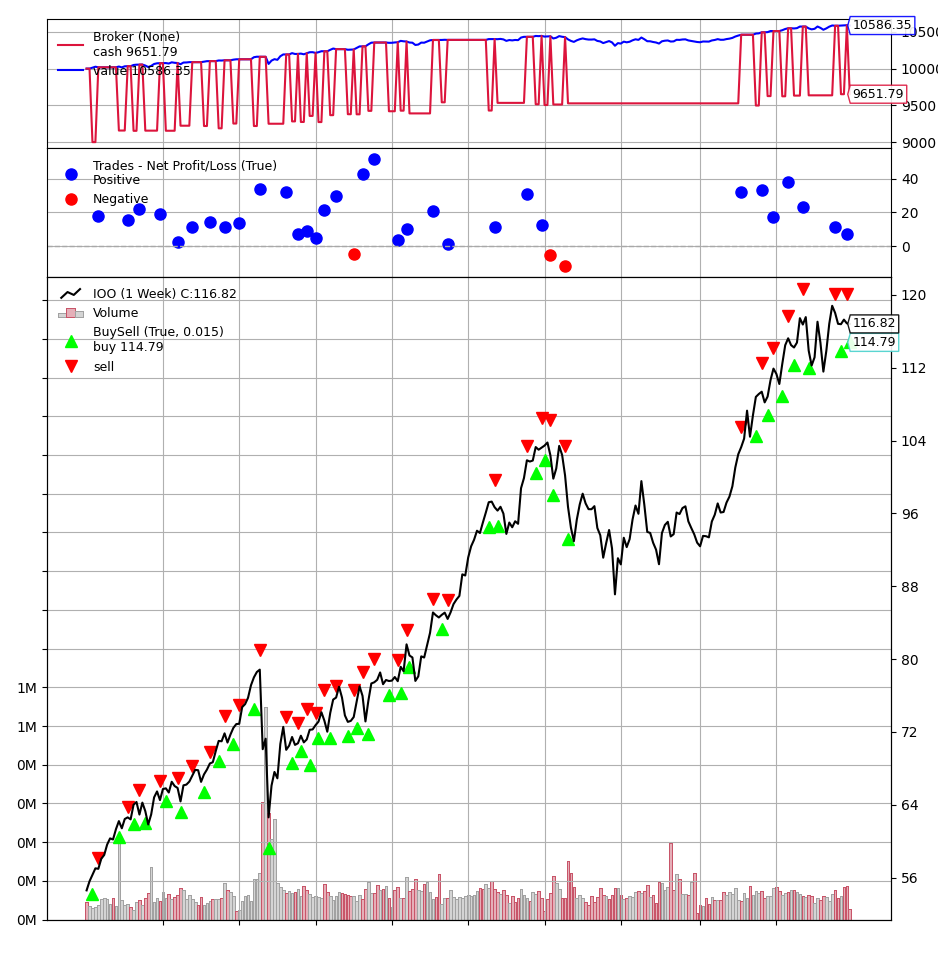 Broker (None)
cash 9651.79
value 10586.35
10586.35
10500
10000
9651.79
9500
9000
Trades - Net Profit/Loss (True)
Positive
Negative
40
20
0
IOO (1 Week) C:116.82
Volume
BuySell (True, 0.015)
buy 114.79
sell
120
116.82
114.79
112
104
96
88
80
72
64
56
1M
1M
0M
0M
0M
0M
0M